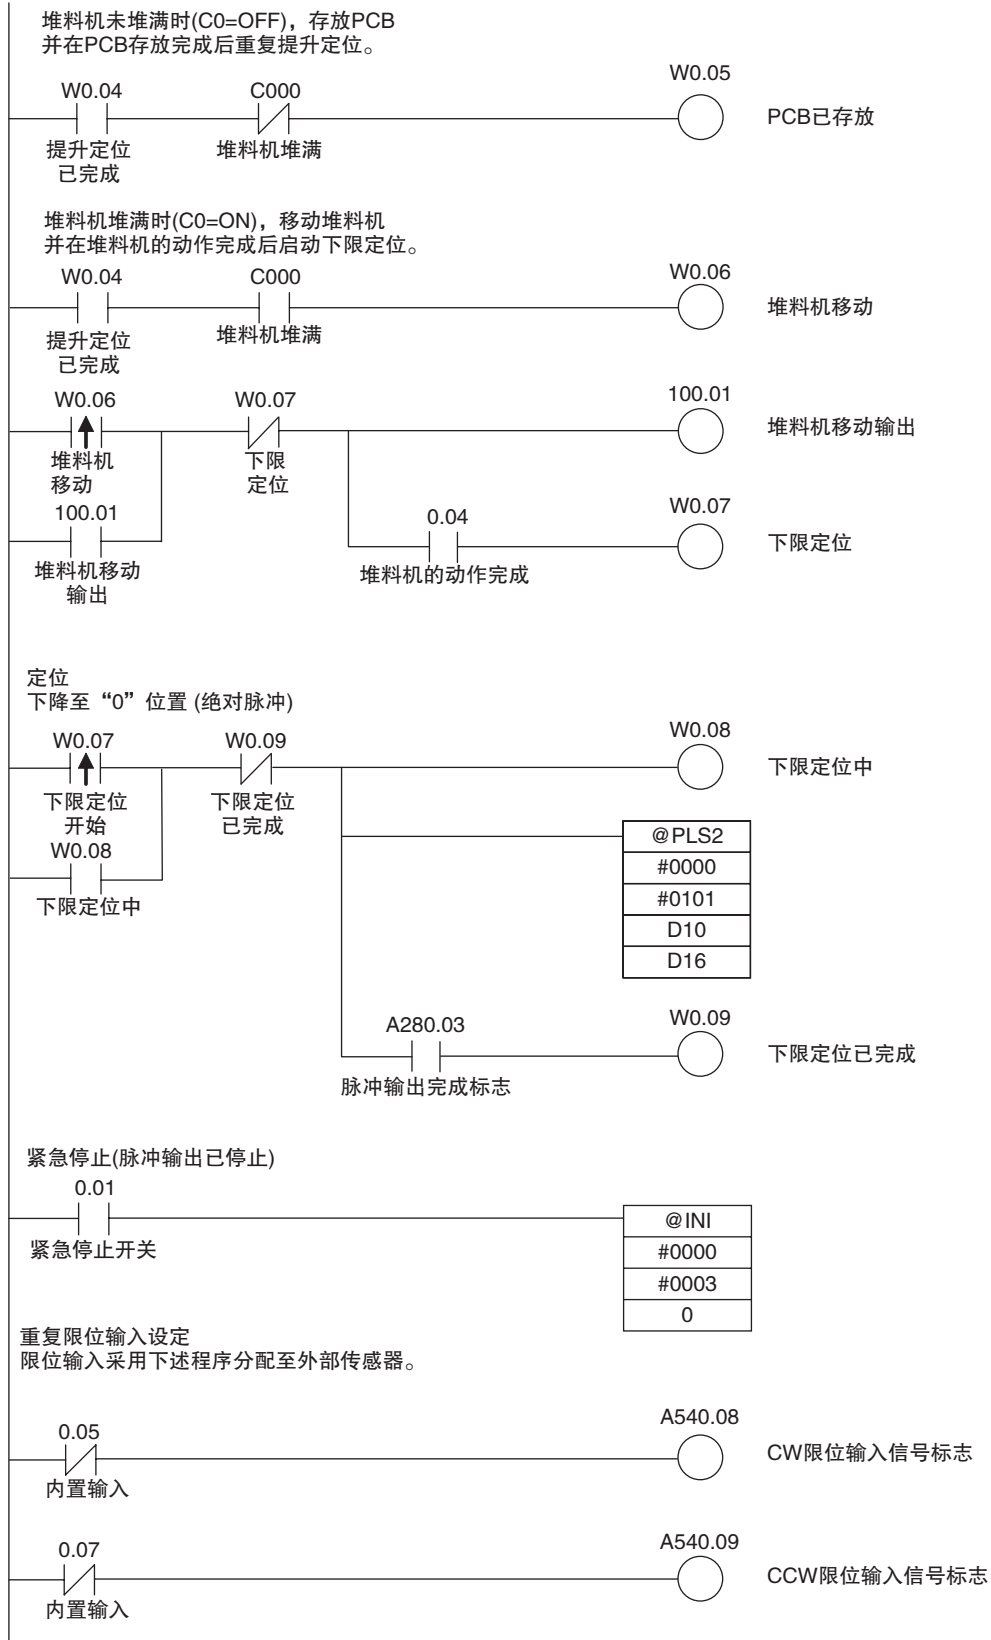 堆料机未堆满时(C0=OFF)，存放PCB
并在PCB存放完成后重复提升定位。
W0.04
C000
W0.05
PCB已存放
提升定位
已完成
堆料机堆满
堆料机堆满时(C0=ON)，移动堆料机
并在堆料机的动作完成后启动下限定位。
W0.04
C000
W0.06
堆料机移动
提升定位
已完成
堆料机堆满
W0.06
W0.07
100.01
堆料机移动输出
堆料机
移动
下限
定位
100.01
0.04
W0.07
下限定位
堆料机移动
输出
堆料机的动作完成
定位
下降至“0”位置 (绝对脉冲)
W0.07
W0.09
W0.08
下限定位中
下限定位
开始
下限定位
已完成
W0.08
下限定位中
@PLS2
#0000
#0101
D10
D16
A280.03
W0.09
下限定位已完成
脉冲输出完成标志
紧急停止(脉冲输出已停止)
0.01
紧急停止开关
@INI
#0000
#0003
0
重复限位输入设定
限位输入采用下述程序分配至外部传感器。
0.05
A540.08
CW限位输入信号标志
内置输入
0.07
A540.09
CCW限位输入信号标志
内置输入